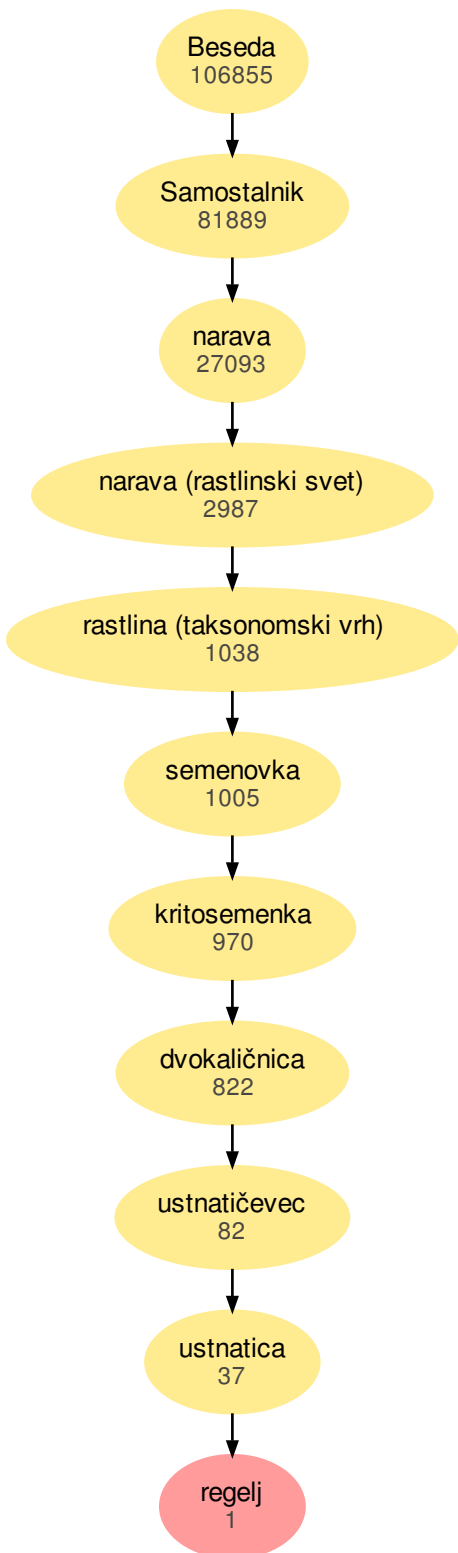 Beseda
106855
Samostalnik
81889
narava
27093
narava (rastlinski svet)
2987
rastlina (taksonomski vrh)
1038
semenovka
1005
kritosemenka
970
dvokaličnica
822
ustnatičevec
82
ustnatica
37
regelj
1